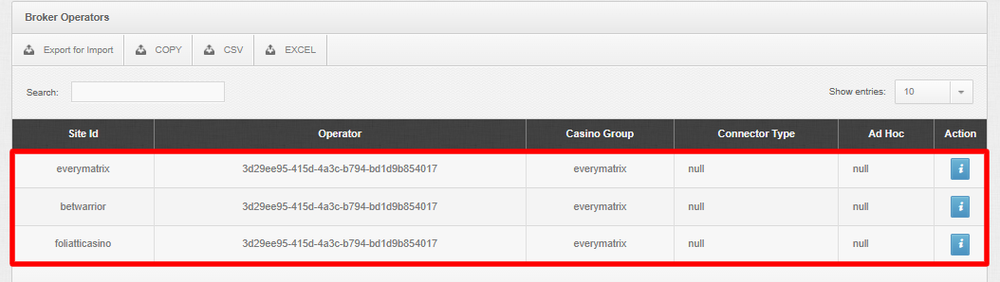 Broker Operators
Export for Import COPY CSV EXCEL
Search: Show entries: 10
Site Id Operator Casino Group Connector Type Ad Hoc Action
everymatrix 3d29ee95-415d-4a3c-b794-bd1d9b854017 everymatrix null null i
betwarrior 3d29ee95-415d-4a3c-b794-bd1d9b854017 everymatrix null null i
foliatticasino 3d29ee95-415d-4a3c-b794-bd1d9b854017 everymatrix null null i